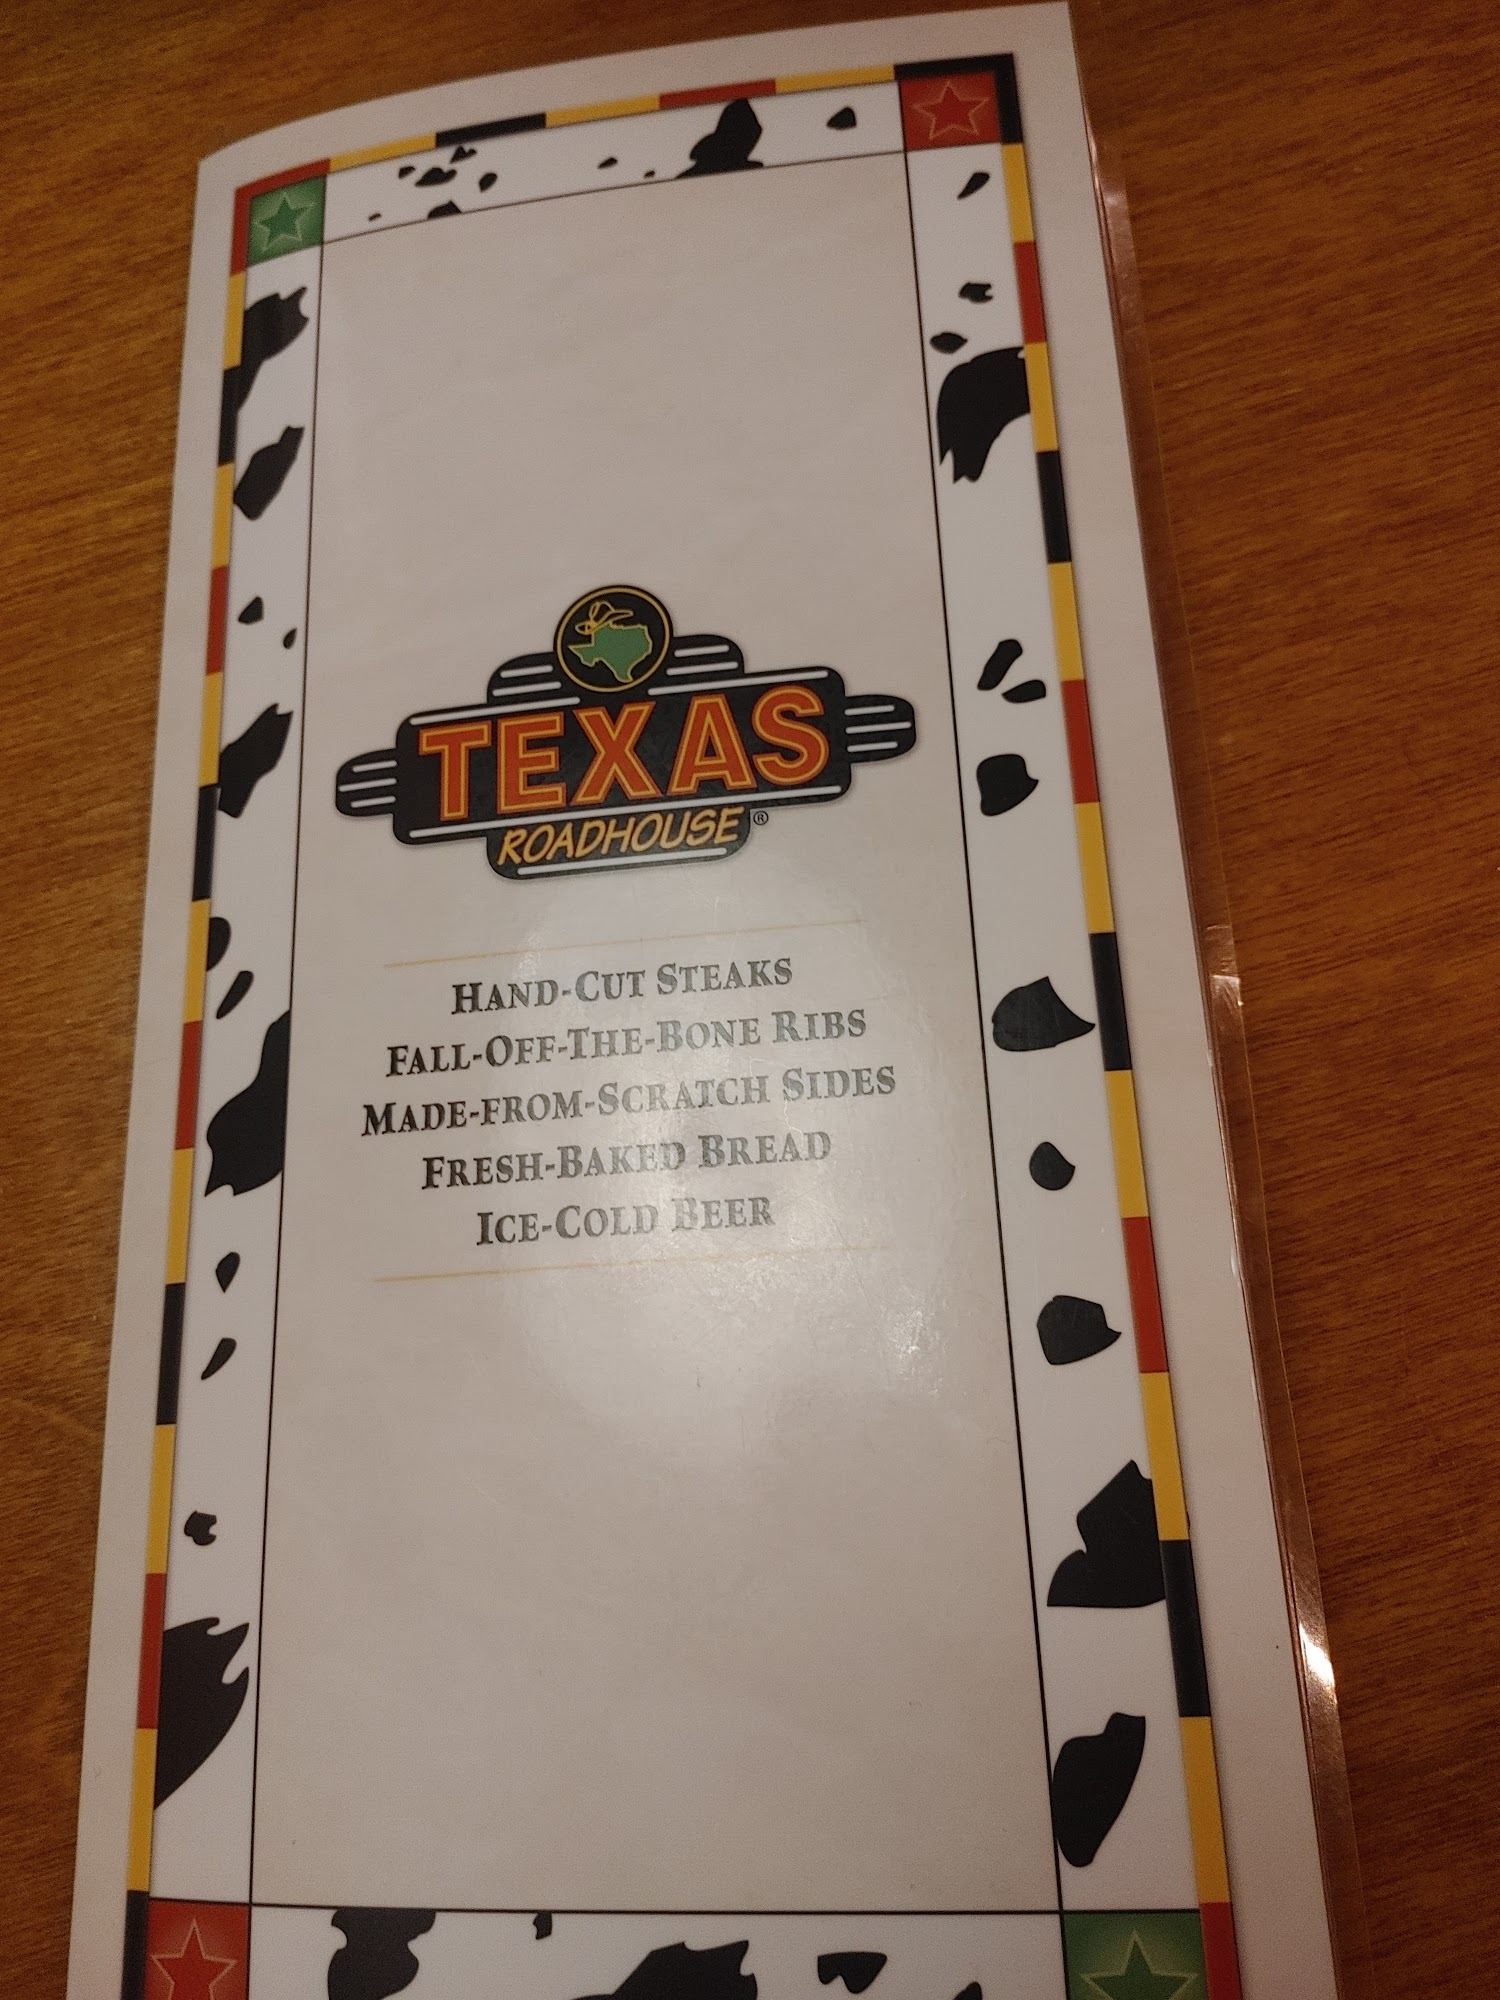 TEXAS
ROADHOUSE®
HAND-CUT STEAKS
FALL-OFF-THE-BONE RIBS
MADE-FROM-SCRATCH SIDES
FRESH-BAKED BREAD
ICE-COLD BEER